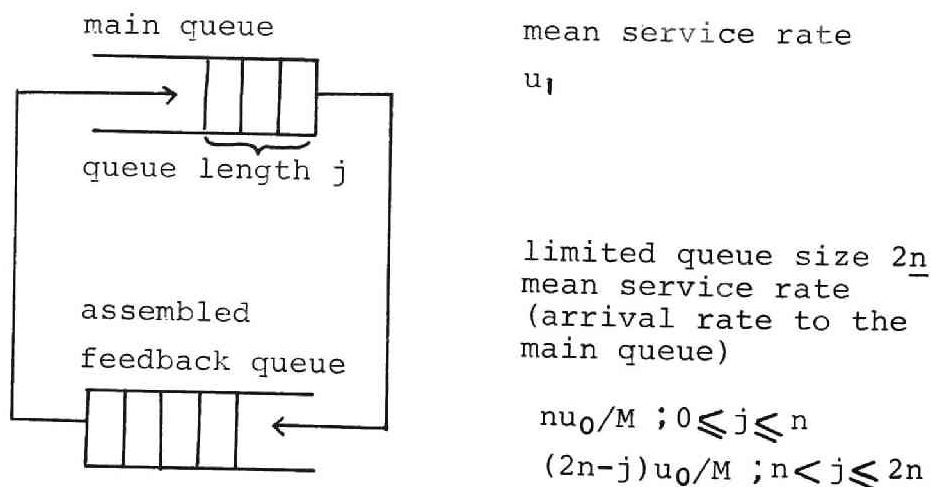 main queue
mean service rate
u₁
queue length j
limited queue size 2n
mean service rate
(arrival rate to the
main queue)
assembled
feedback queue
nu₀/M ;0⩽j⩽n
(2n-j)u₀/M ;n<j⩽2n